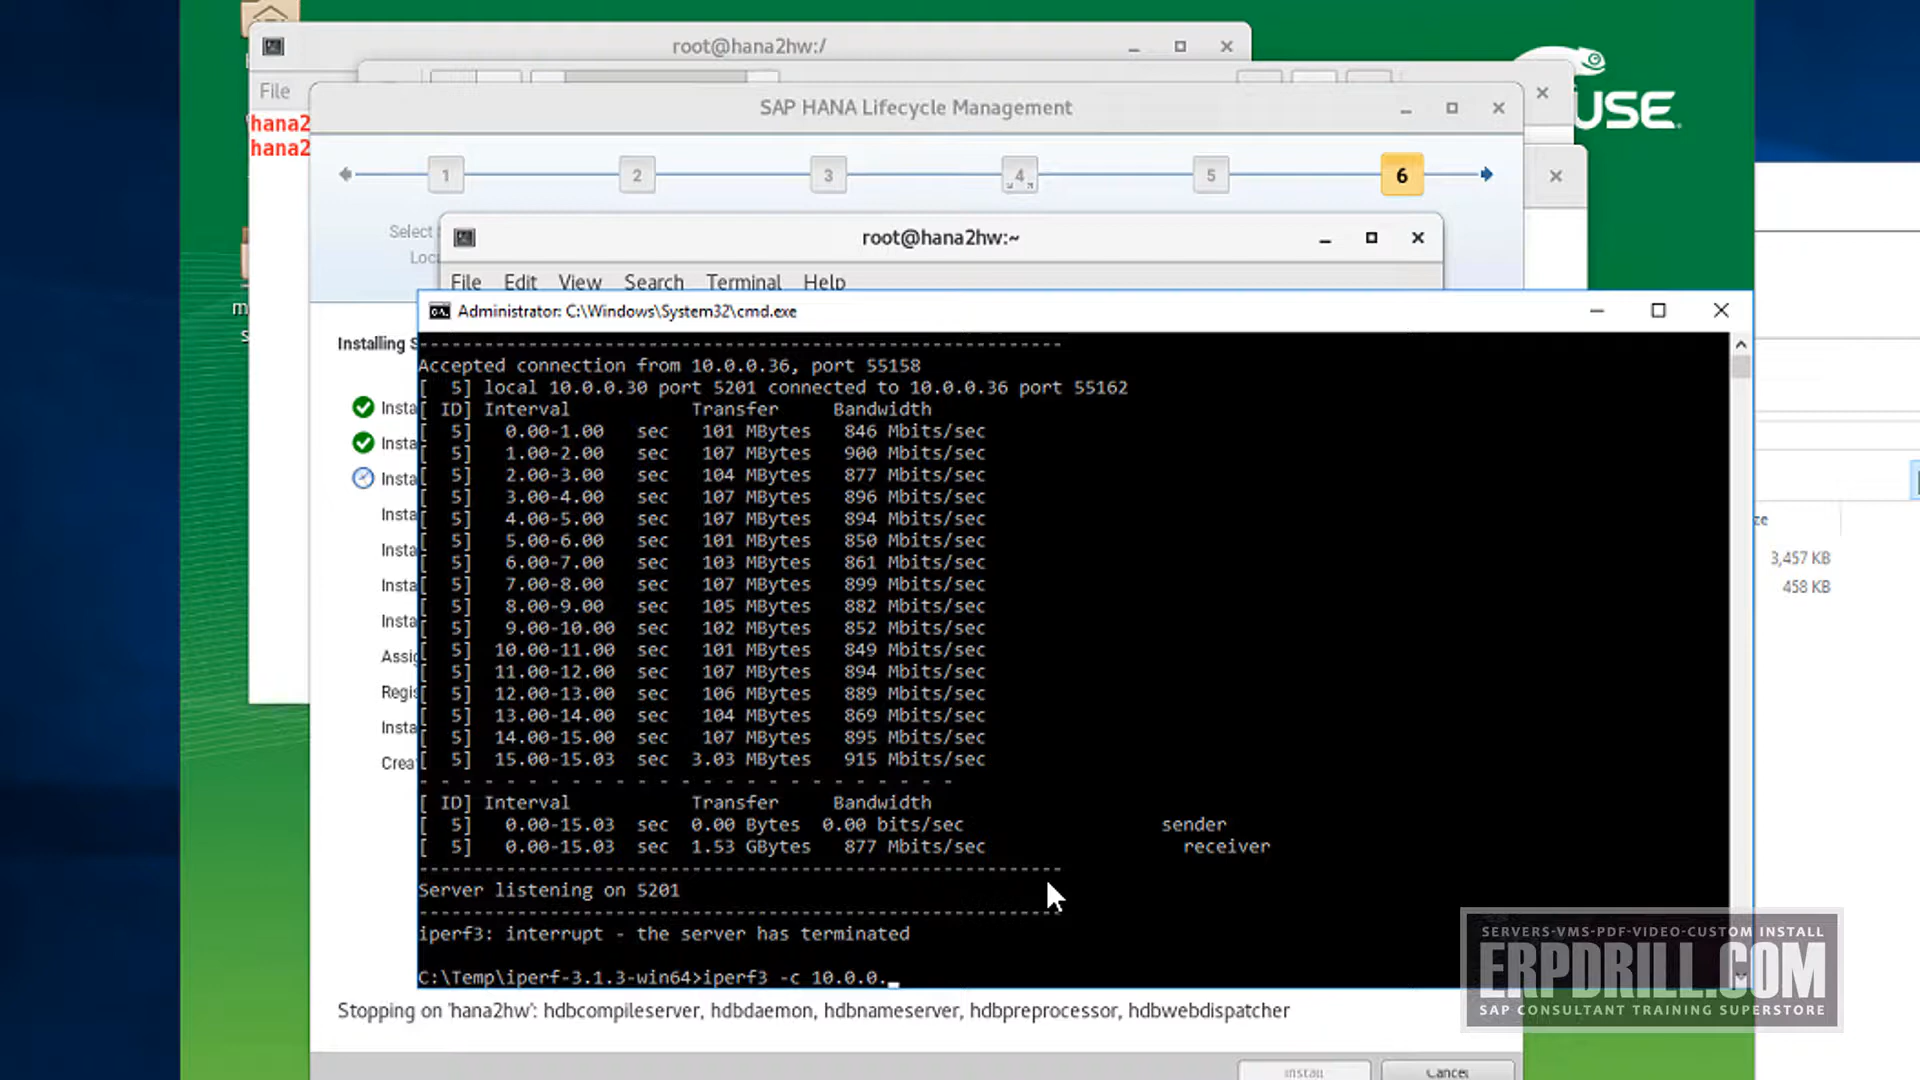 root@hana2hw:/
File
SAP HANA Lifecycle Management
hana2
hana2
USE
1 2 3 4 5 6
Select
Loca
root@hana2hw:~
File Edit View Search Terminal Help
Administrator: C:\Windows\System32\cmd.exe
Installing S
Accepted connection from 10.0.0.36, port 55158
[ 5] local 10.0.0.30 port 5201 connected to 10.0.0.36 port 55162
[ ID] Interval Transfer Bandwidth
[ 5] 0.00-1.00 sec 101 MBytes 846 Mbits/sec
[ 5] 1.00-2.00 sec 107 MBytes 900 Mbits/sec
[ 5] 2.00-3.00 sec 104 MBytes 877 Mbits/sec
[ 5] 3.00-4.00 sec 107 MBytes 896 Mbits/sec
[ 5] 4.00-5.00 sec 107 MBytes 894 Mbits/sec
[ 5] 5.00-6.00 sec 101 MBytes 850 Mbits/sec
[ 5] 6.00-7.00 sec 103 MBytes 861 Mbits/sec
[ 5] 7.00-8.00 sec 107 MBytes 899 Mbits/sec
[ 5] 8.00-9.00 sec 105 MBytes 882 Mbits/sec
[ 5] 9.00-10.00 sec 102 MBytes 852 Mbits/sec
[ 5] 10.00-11.00 sec 101 MBytes 849 Mbits/sec
[ 5] 11.00-12.00 sec 107 MBytes 894 Mbits/sec
[ 5] 12.00-13.00 sec 106 MBytes 889 Mbits/sec
[ 5] 13.00-14.00 sec 104 MBytes 869 Mbits/sec
[ 5] 14.00-15.00 sec 107 MBytes 895 Mbits/sec
[ 5] 15.00-15.03 sec 3.03 MBytes 915 Mbits/sec
- - - - - - - - - - - - - - - - - - - - - - - - -
[ ID] Interval Transfer Bandwidth
[ 5] 0.00-15.03 sec 0.00 Bytes 0.00 bits/sec sender
[ 5] 0.00-15.03 sec 1.53 GBytes 877 Mbits/sec receiver
-----------------------------------------------------------
Server listening on 5201
-----------------------------------------------------------
iperf3: interrupt - the server has terminated
C:\Temp\iperf-3.1.3-win64>iperf3 -c 10.0.0._
Insta
Insta
Insta
Insta
Insta
Insta
Insta
Assig
Regis
Insta
Crea
ze
3,457 KB
458 KB
Stopping on 'hana2hw': hdbcompileserver, hdbdaemon, hdbnameserver, hdbpreprocessor, hdbwebdispatcher
Install Cancel
SERVERS-VMS-PDF-VIDEO-CUSTOM INSTALL
ERPDRILL.COM
SAP CONSULTANT TRAINING SUPERSTORE